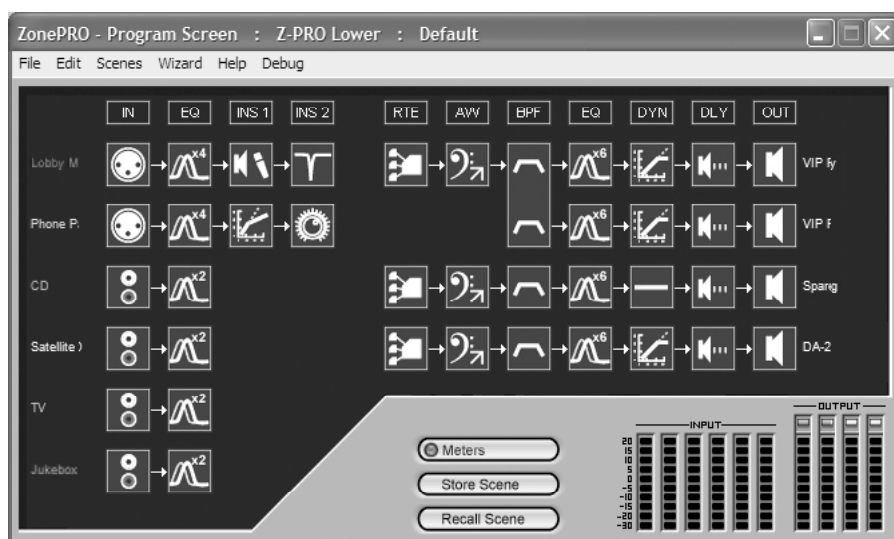 ZonePRO - Program Screen : Z-PRO Lower : Default
File Edit Scenes Wizard Help Debug
IN EQ INS 1 INS 2 RTE AW BPF EQ DYN DLY OUT
Lobby M x4 x6 VIP
Phone P x4 x6 VIP F
CD x2 x6 Spang
Satellite x2 x6 DA-2
TV x2
Jukebox x2
Meters
Store Scene
Recall Scene
INPUT
OUTPUT
20
15
10
5
0
-5
-10
-15
-20
-30